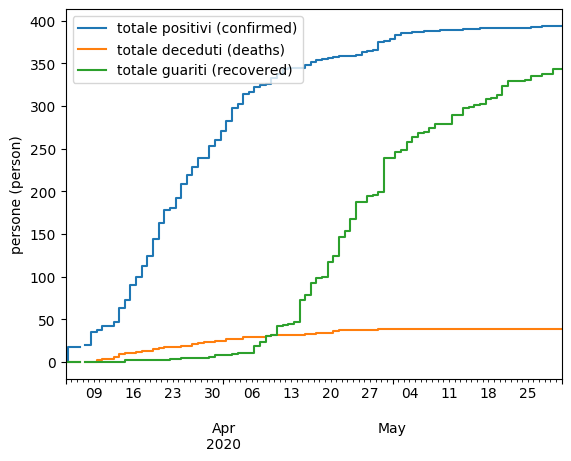 totale positivi (confirmed)
totale deceduti (deaths)
totale guariti (recovered)
persone (person)
400
350
300
250
200
150
100
50
0
09 16 23 30 06 13 20 27 04 11 18 25
Apr May
2020